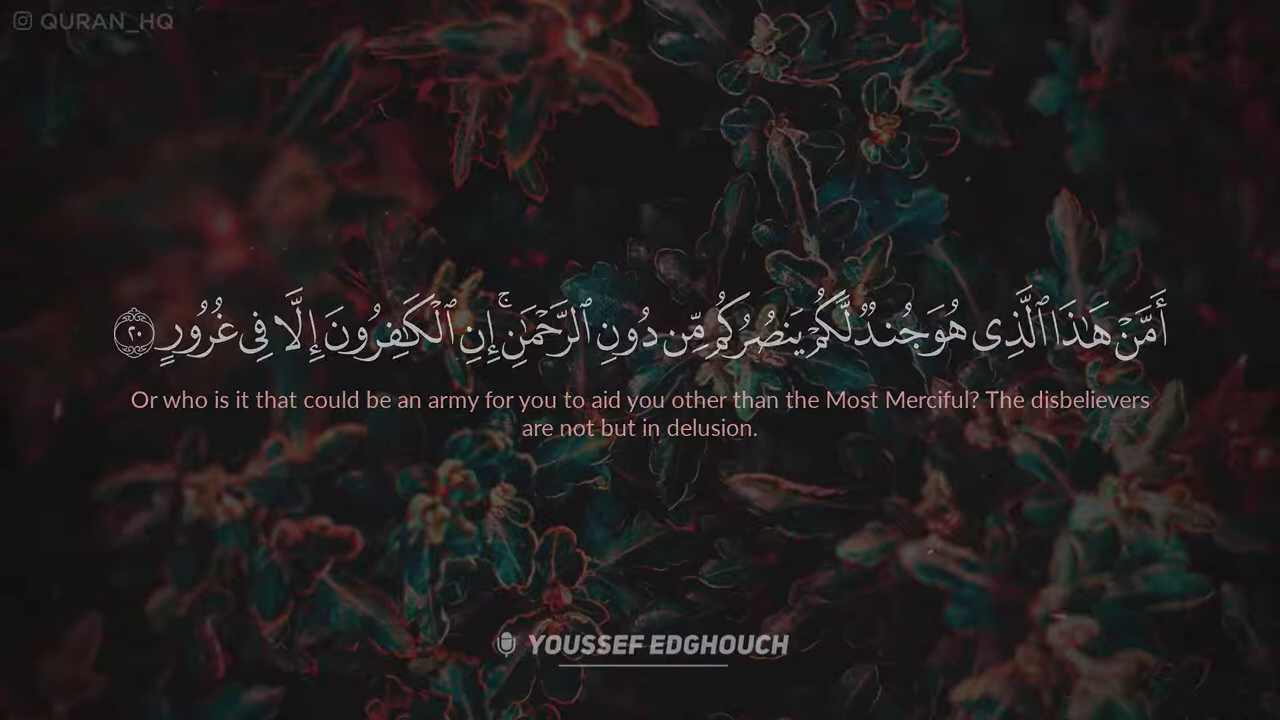 QURAN_HQ
أَمَّنْ هَـٰذَا ٱلَّذِى هُوَ جُندٌ لَّكُمْ يَنصُرُكُم مِّن دُونِ ٱلرَّحْمَـٰنِ ۚ إِنِ ٱلْكَـٰفِرُونَ إِلَّا فِى غُرُورٍ ٢٠
Or who is it that could be an army for you to aid you other than the Most Merciful? The disbelievers
are not but in delusion.
YOUSSEF EDGHOUCH